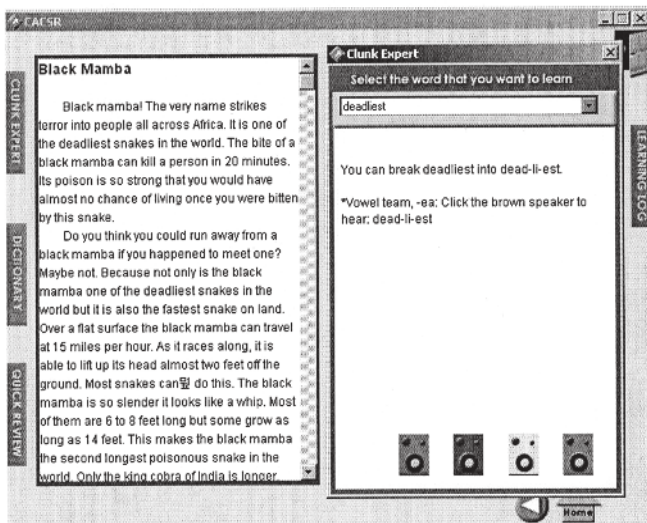 CACSR
CLUNK EXPERT
DICTIONARY
QUICK REVIEW
Black Mamba
Black mamba! The very name strikes
terror into people all across Africa. It is one of
the deadliest snakes in the world. The bite of a
black mamba can kill a person in 20 minutes.
Its poison is so strong that you would have
almost no chance of living once you were bitten
by this snake.
Do you think you could run away from a
black mamba if you happened to meet one?
Maybe not. Because not only is the black
mamba one of the deadliest snakes in the
world but it is also the fastest snake on land.
Over a flat surface the black mamba can travel
at 15 miles per hour. As it races along, it is
able to lift up its head almost two feet off the
ground. Most snakes can뭪 do this. The black
mamba is so slender it looks like a whip. Most
of them are 6 to 8 feet long but some grow as
long as 14 feet. This makes the black mamba
the second longest poisonous snake in the
world. Only the king cobra of India is longer.
Clunk Expert
Select the word that you want to learn
deadliest
You can break deadliest into dead-li-est.
*Vowel team, -ea: Click the brown speaker to
hear: dead-li-est
LEARNING LOG
Home